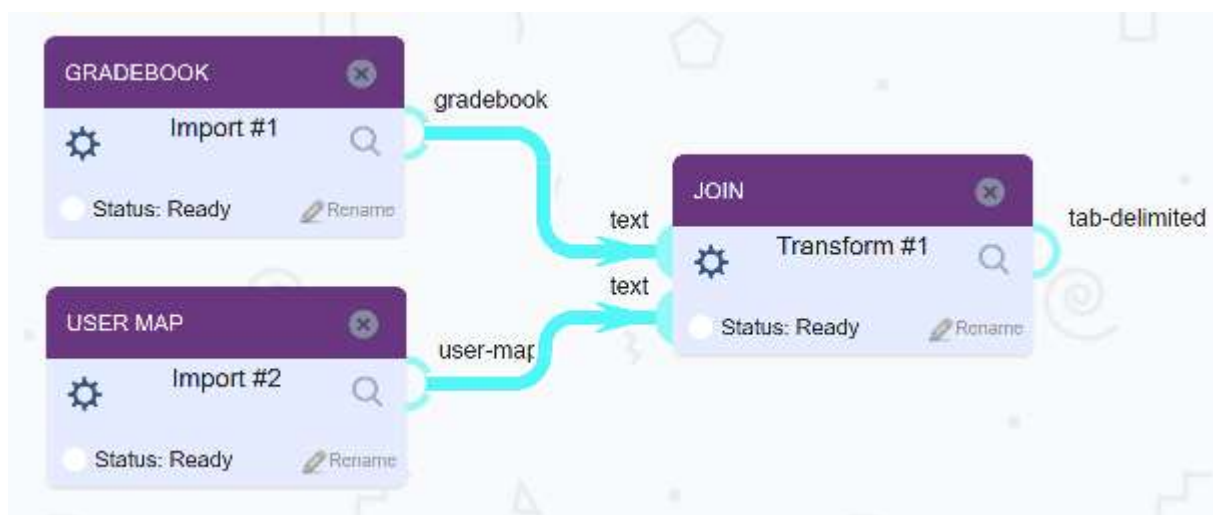 GRADEBOOK
Import #1
Status: Ready
Rename
gradebook
USER MAP
Import #2
Status: Ready
Rename
user-map
text
text
JOIN
Transform #1
Status: Ready
Rename
tab-delimited